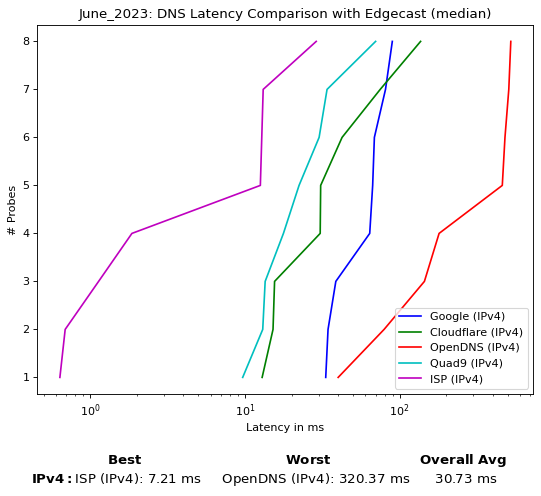 June_2023: DNS Latency Comparison with Edgecast (median)
8
7
6
5
4
3
2
1
# Probes
Google (IPv4)
Cloudflare (IPv4)
OpenDNS (IPv4)
Quad9 (IPv4)
ISP (IPv4)
10⁰ 10¹ 10²
Latency in ms
Best Worst Overall Avg
IPv4: ISP (IPv4): 7.21 ms OpenDNS (IPv4): 320.37 ms 30.73 ms